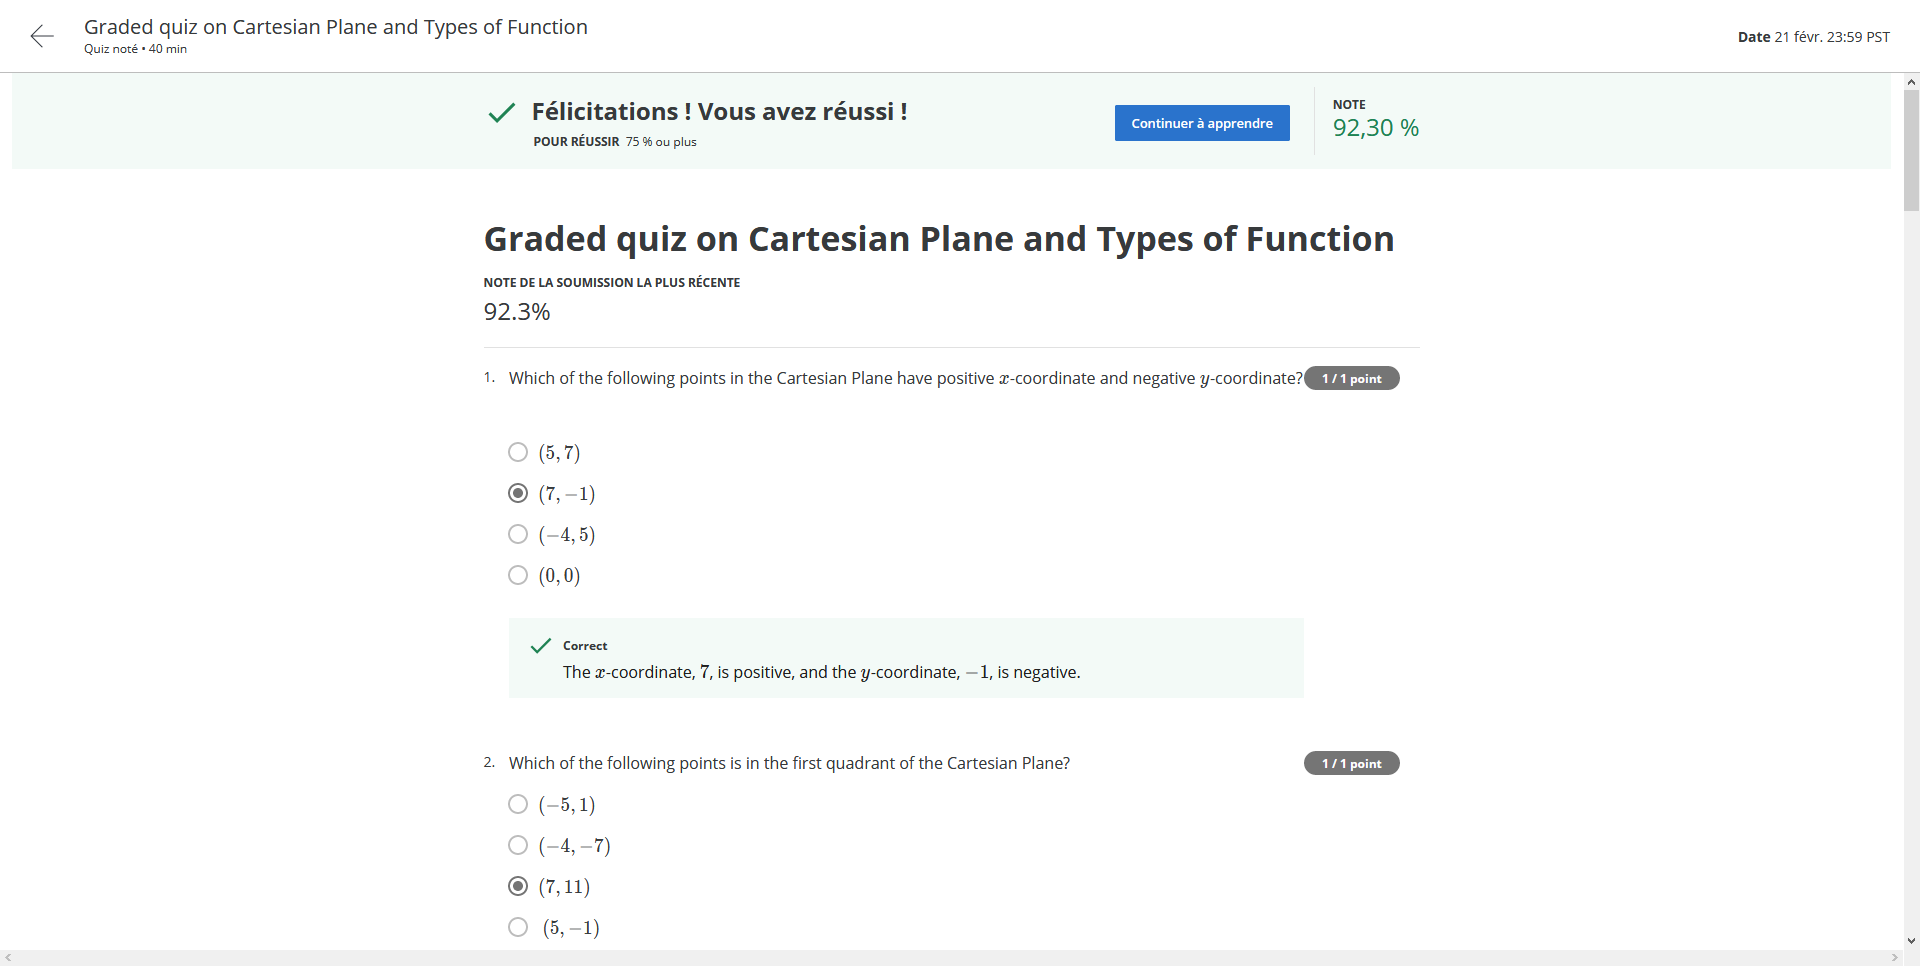 Graded quiz on Cartesian Plane and Types of Function
Quiz noté • 40 min
Date 21 févr. 23:59 PST
Félicitations ! Vous avez réussi !
POUR RÉUSSIR 75 % ou plus
Continuer à apprendre
NOTE
92,30 %
Graded quiz on Cartesian Plane and Types of Function
NOTE DE LA SOUMISSION LA PLUS RÉCENTE
92.3%
1. Which of the following points in the Cartesian Plane have positive x-coordinate and negative y-coordinate? 1 / 1 point
(5, 7)
(7, −1)
(−4, 5)
(0, 0)
Correct
The x-coordinate, 7, is positive, and the y-coordinate, −1, is negative.
2. Which of the following points is in the first quadrant of the Cartesian Plane? 1 / 1 point
(−5, 1)
(−4, −7)
(7, 11)
(5, −1)